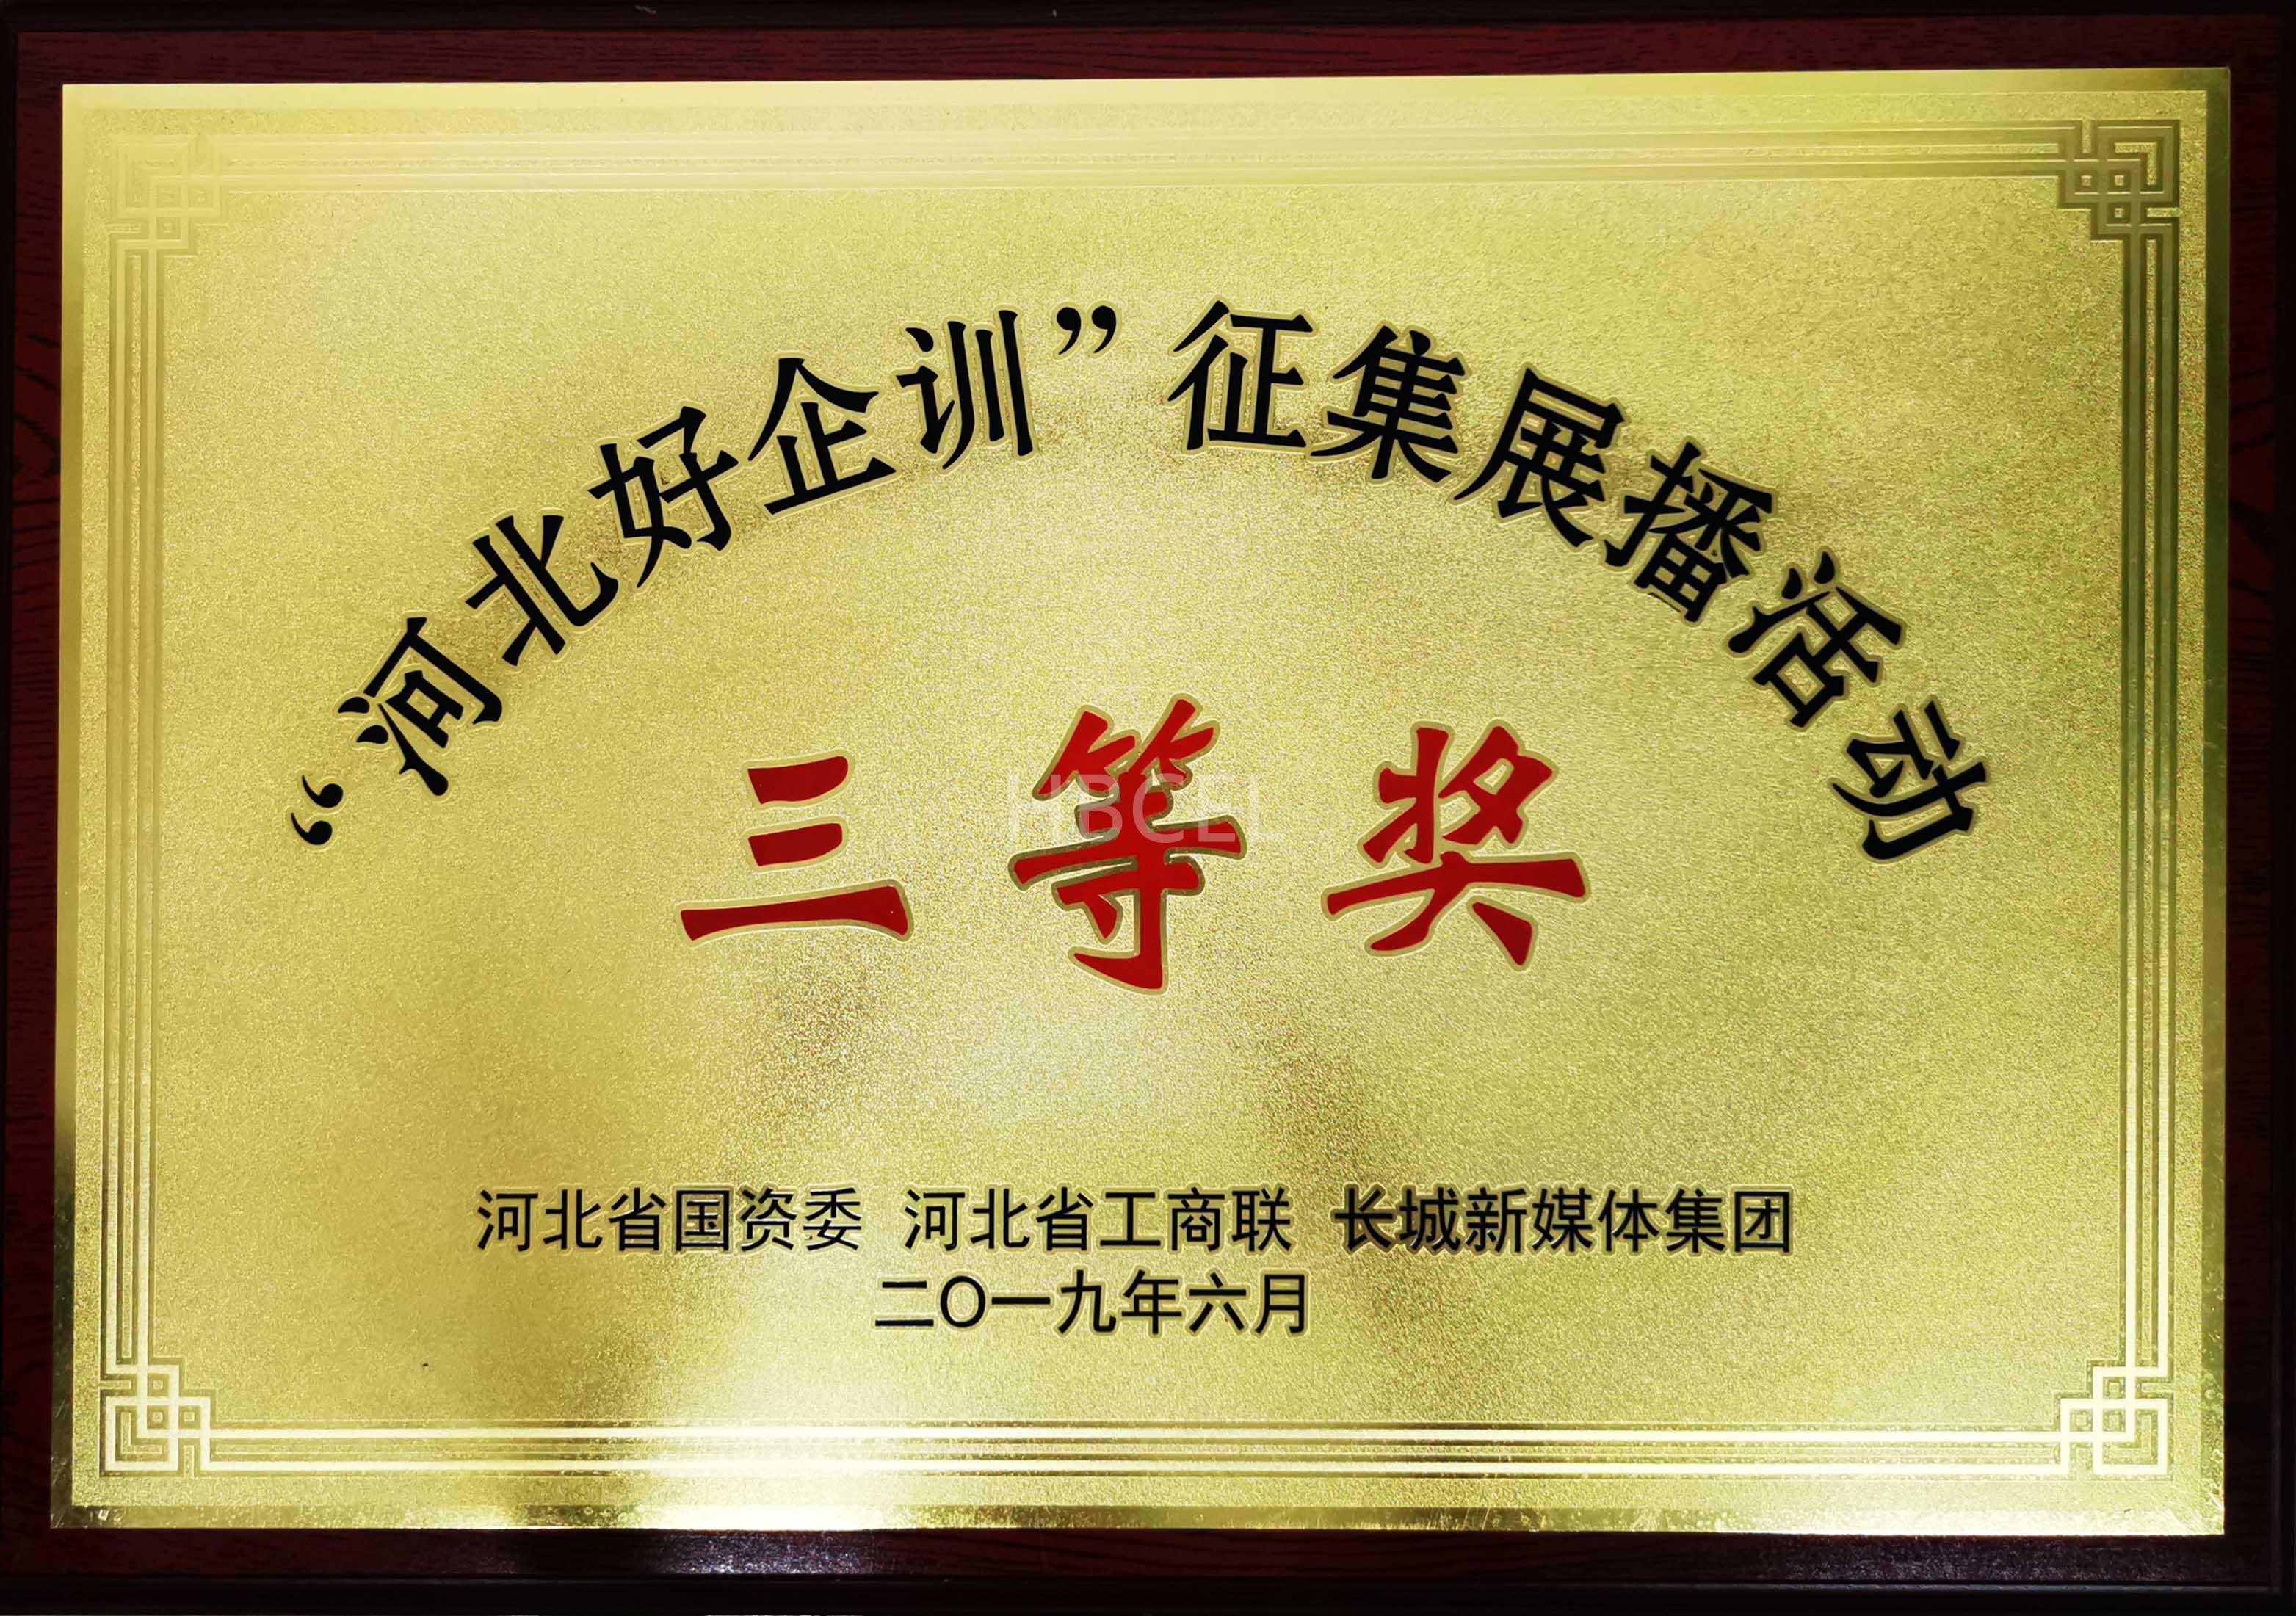 “河北好企训”征集展播活动
三等奖
HBCEL
河北省国资委 河北省工商联 长城新媒体集团
二〇一九年六月